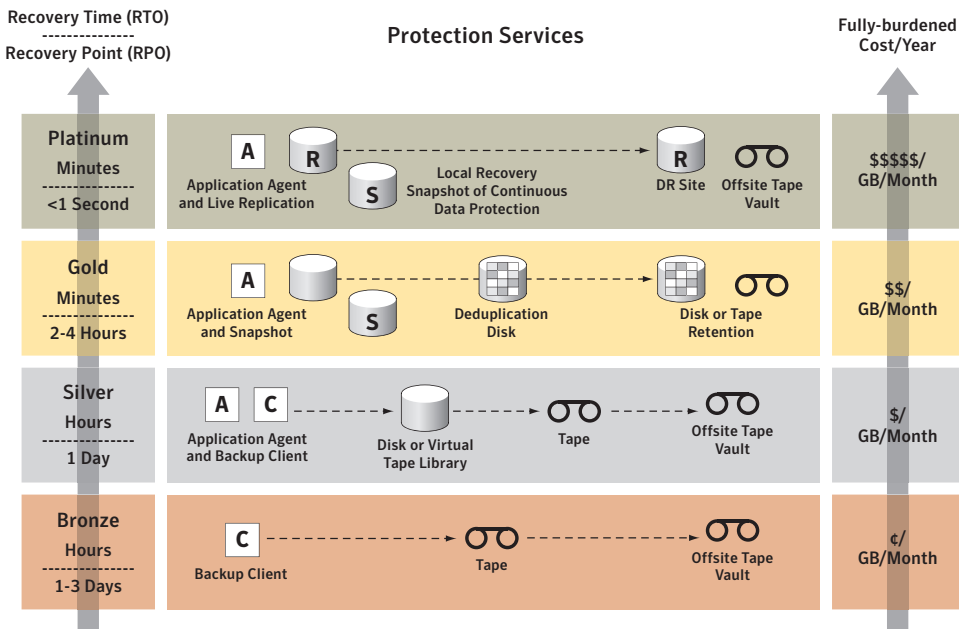 Recovery Time (RTO)
---------------
Recovery Point (RPO)
Protection Services
Fully-burdened
Cost/Year
Platinum
Minutes
---------------
<1 Second
A
R
S
Application Agent
and Live Replication
Local Recovery
Snapshot of Continuous
Data Protection
R
DR Site
Offsite Tape
Vault
$$$$$/
GB/Month
Gold
Minutes
---------------
2-4 Hours
A
S
Application Agent
and Snapshot
Deduplication
Disk
Disk or Tape
Retention
$$/
GB/Month
Silver
Hours
---------------
1 Day
A
C
Application Agent
and Backup Client
Disk or Virtual
Tape Library
Tape
Offsite Tape
Vault
$/
GB/Month
Bronze
Hours
---------------
1-3 Days
C
Backup Client
Tape
Offsite Tape
Vault
¢/
GB/Month